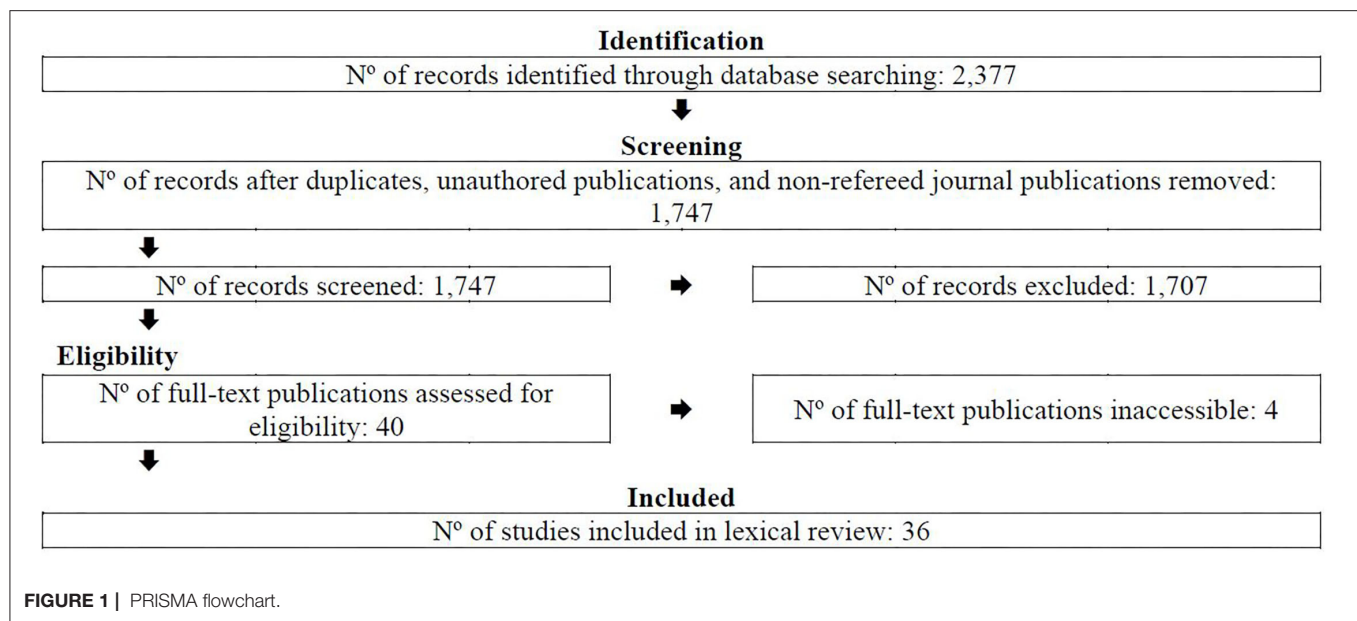 Identification
Nº of records identified through database searching: 2,377
Screening
Nº of records after duplicates, unauthored publications, and non-refereed journal publications removed:
1,747
Nº of records screened: 1,747
Nº of records excluded: 1,707
Eligibility
Nº of full-text publications assessed for
eligibility: 40
Nº of full-text publications inaccessible: 4
Included
Nº of studies included in lexical review: 36
FIGURE 1 | PRISMA flowchart.